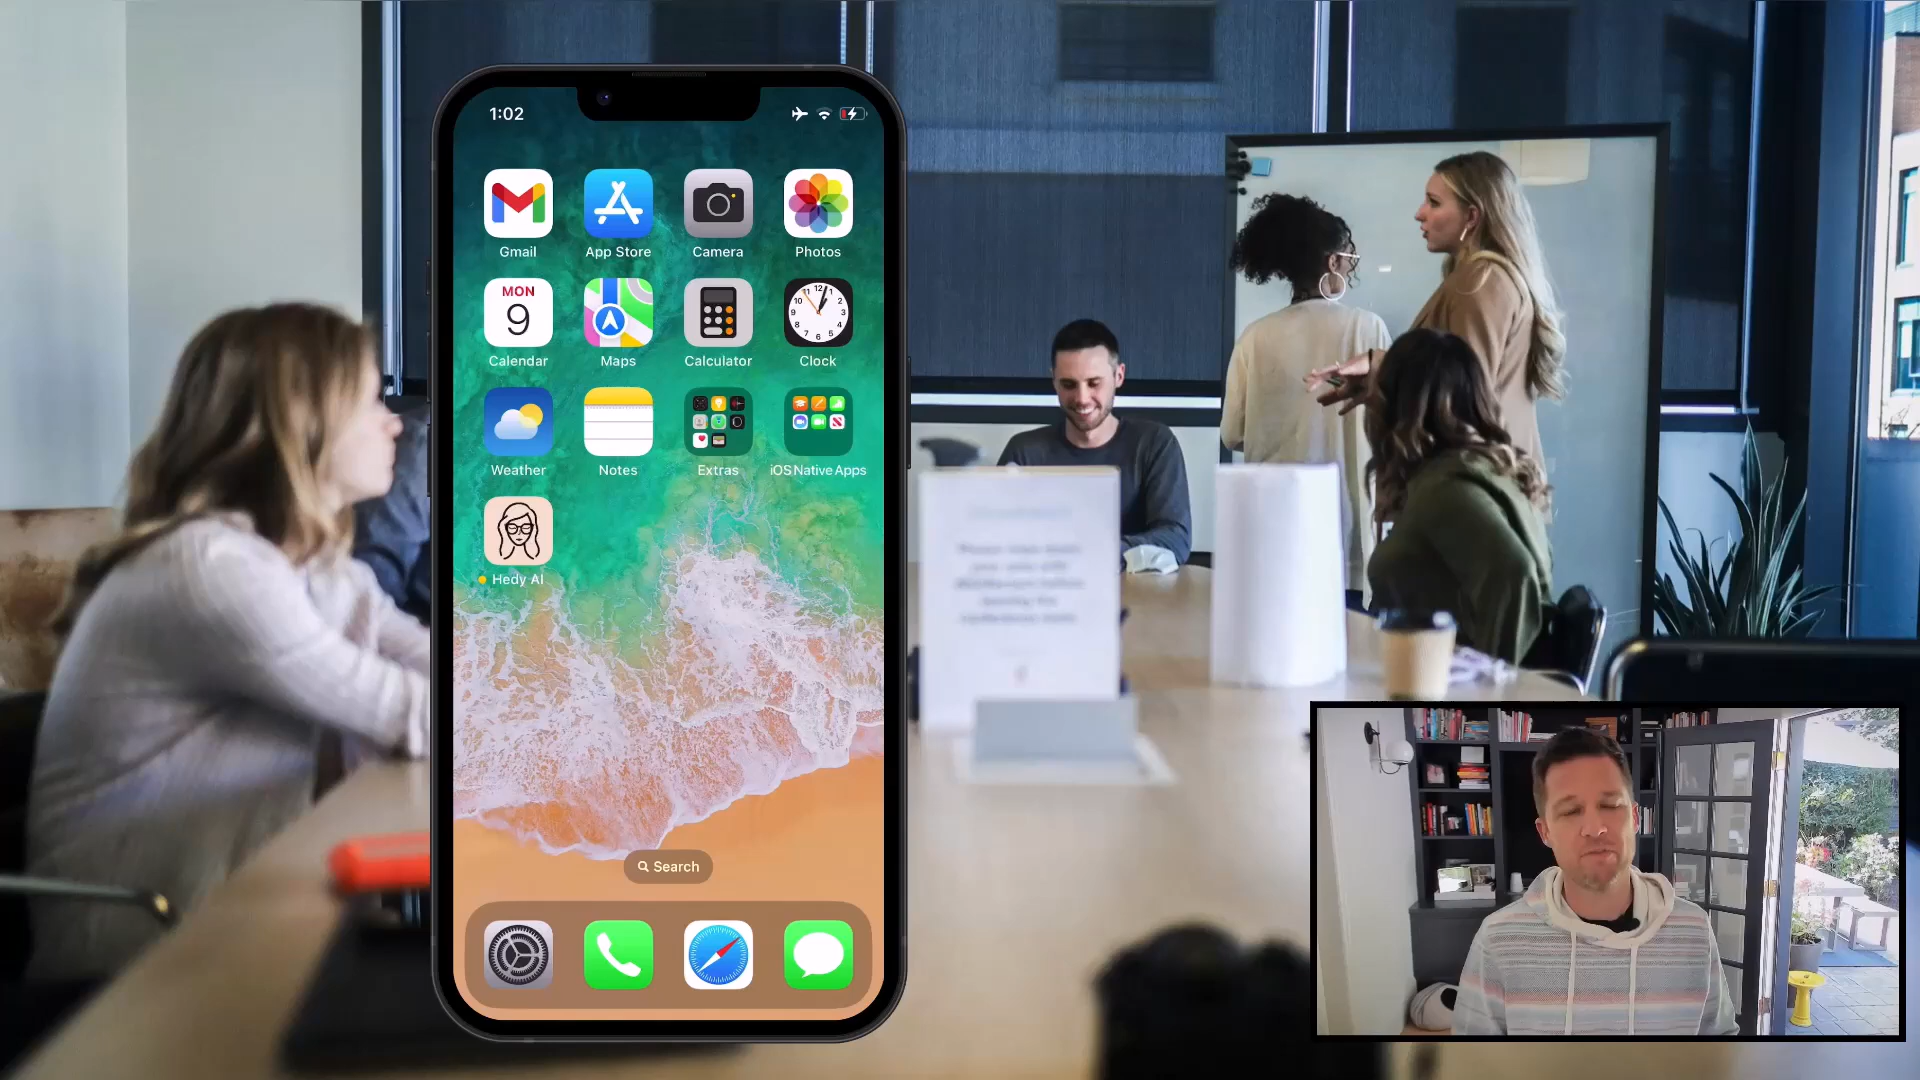 1:02
Gmail
App Store
Camera
Photos
MON
9
Calendar
Maps
Calculator
Clock
Weather
Notes
Extras
iOS Native Apps
Hedy AI
Search